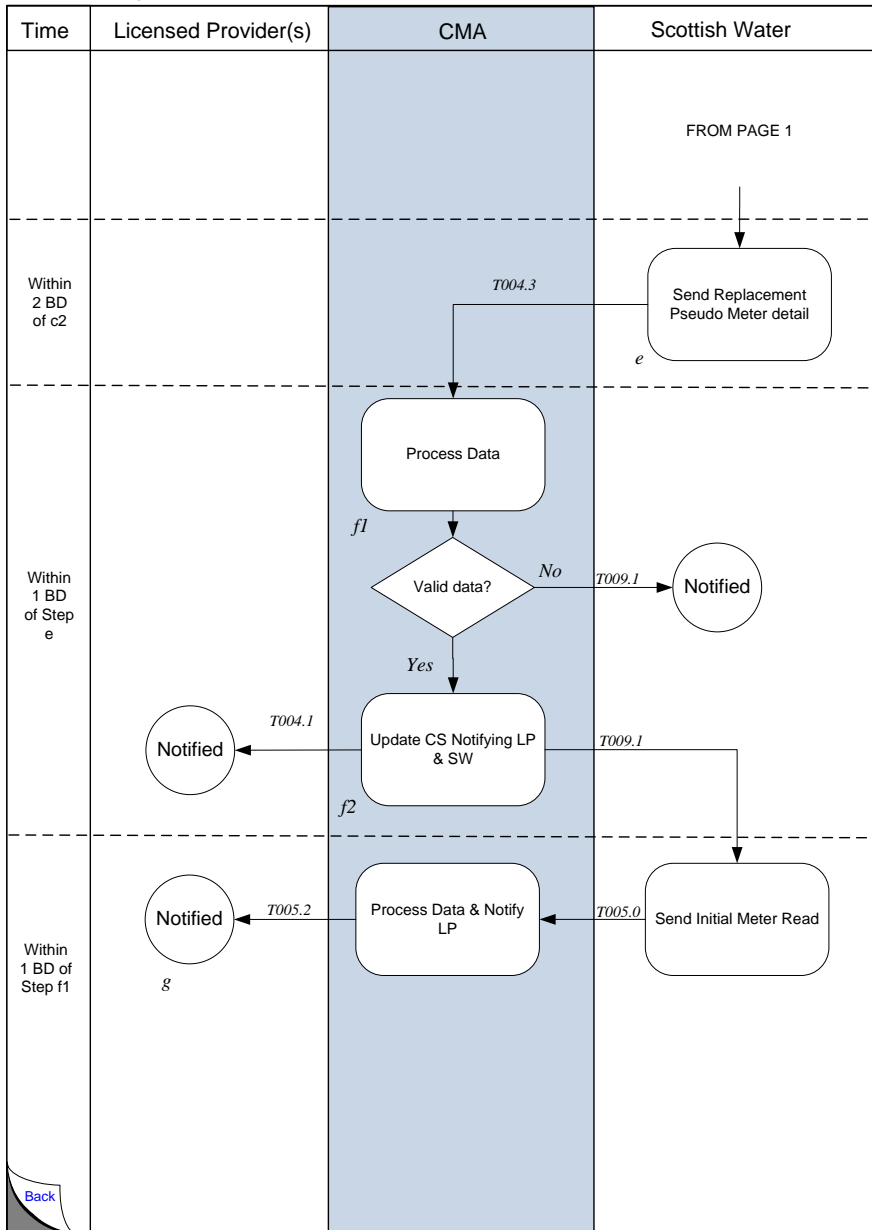 Time
Licensed Provider(s)
CMA
Scottish Water
FROM PAGE 1
Within
2 BD
of c2
T004.3
Send Replacement
Pseudo Meter detail
e
Process Data
f1
Within
1 BD
of Step
e
Valid data?
No
T009.1
Notified
Yes
Notified
T004.1
Update CS Notifying LP
& SW
T009.1
f2
Within
1 BD of
Step f1
Notified
T005.2
Process Data & Notify
LP
T005.0
Send Initial Meter Read
g
Back